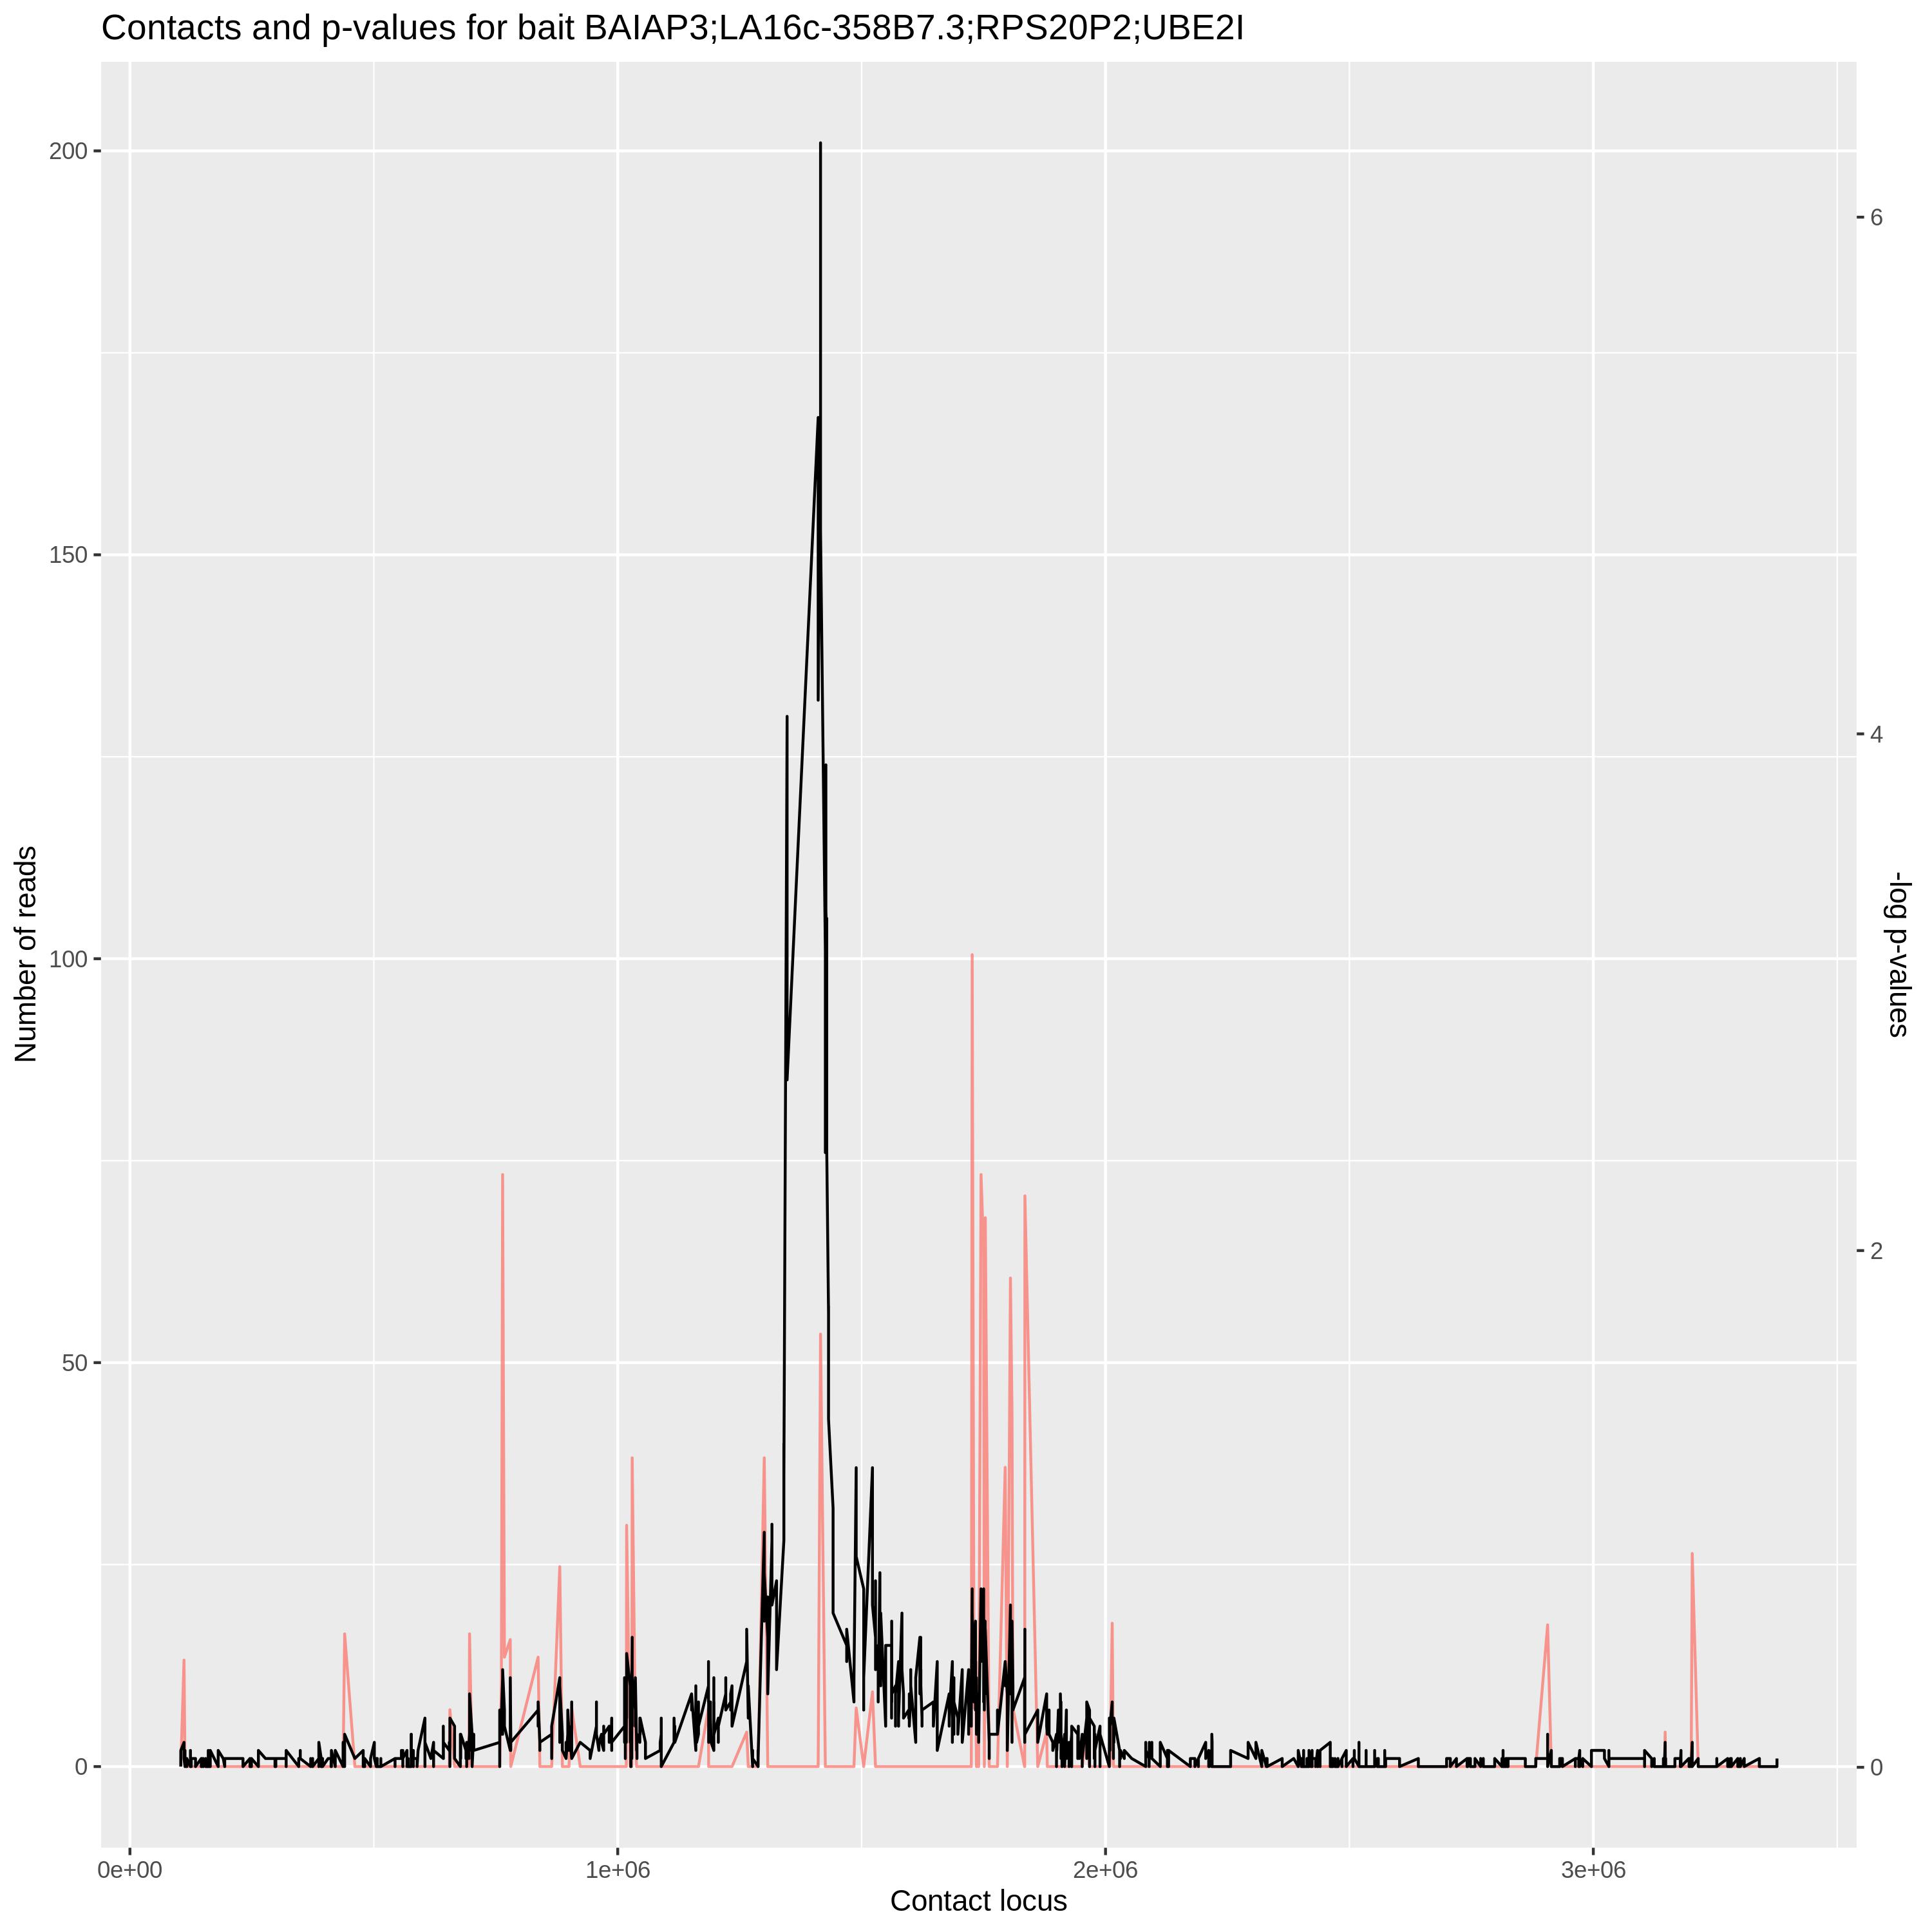 Contacts and p-values for bait BAIAP3;LA16c-358B7.3;RPS20P2;UBE2I
200
150
100
50
0
Number of reads
6
4
2
0
-log p-values
0e+00
1e+06
2e+06
3e+06
Contact locus